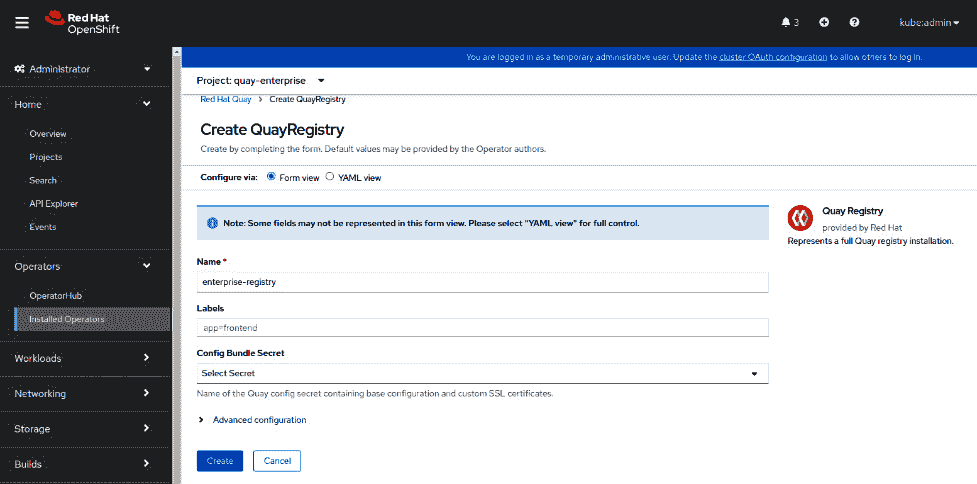 Red Hat
OpenShift
3
kube:admin
Administrator
Home
Overview
Projects
Search
API Explorer
Events
Operators
OperatorHub
Installed Operators
Workloads
Networking
Storage
Builds
You are logged in as a temporary administrative user. Update the cluster OAuth configuration to allow others to log in.
Project: quay-enterprise
Red Hat Quay > Create QuayRegistry
Create QuayRegistry
Create by completing the form. Default values may be provided by the Operator authors.
Configure via: Form view YAML view
Note: Some fields may not be represented in this form view. Please select "YAML view" for full control.
Name *
enterprise-registry
Labels
app=frontend
Config Bundle Secret
Select Secret
Name of the Quay config secret containing base configuration and custom SSL certificates.
Advanced configuration
Create Cancel
Quay Registry
provided by Red Hat
Represents a full Quay registry installation.